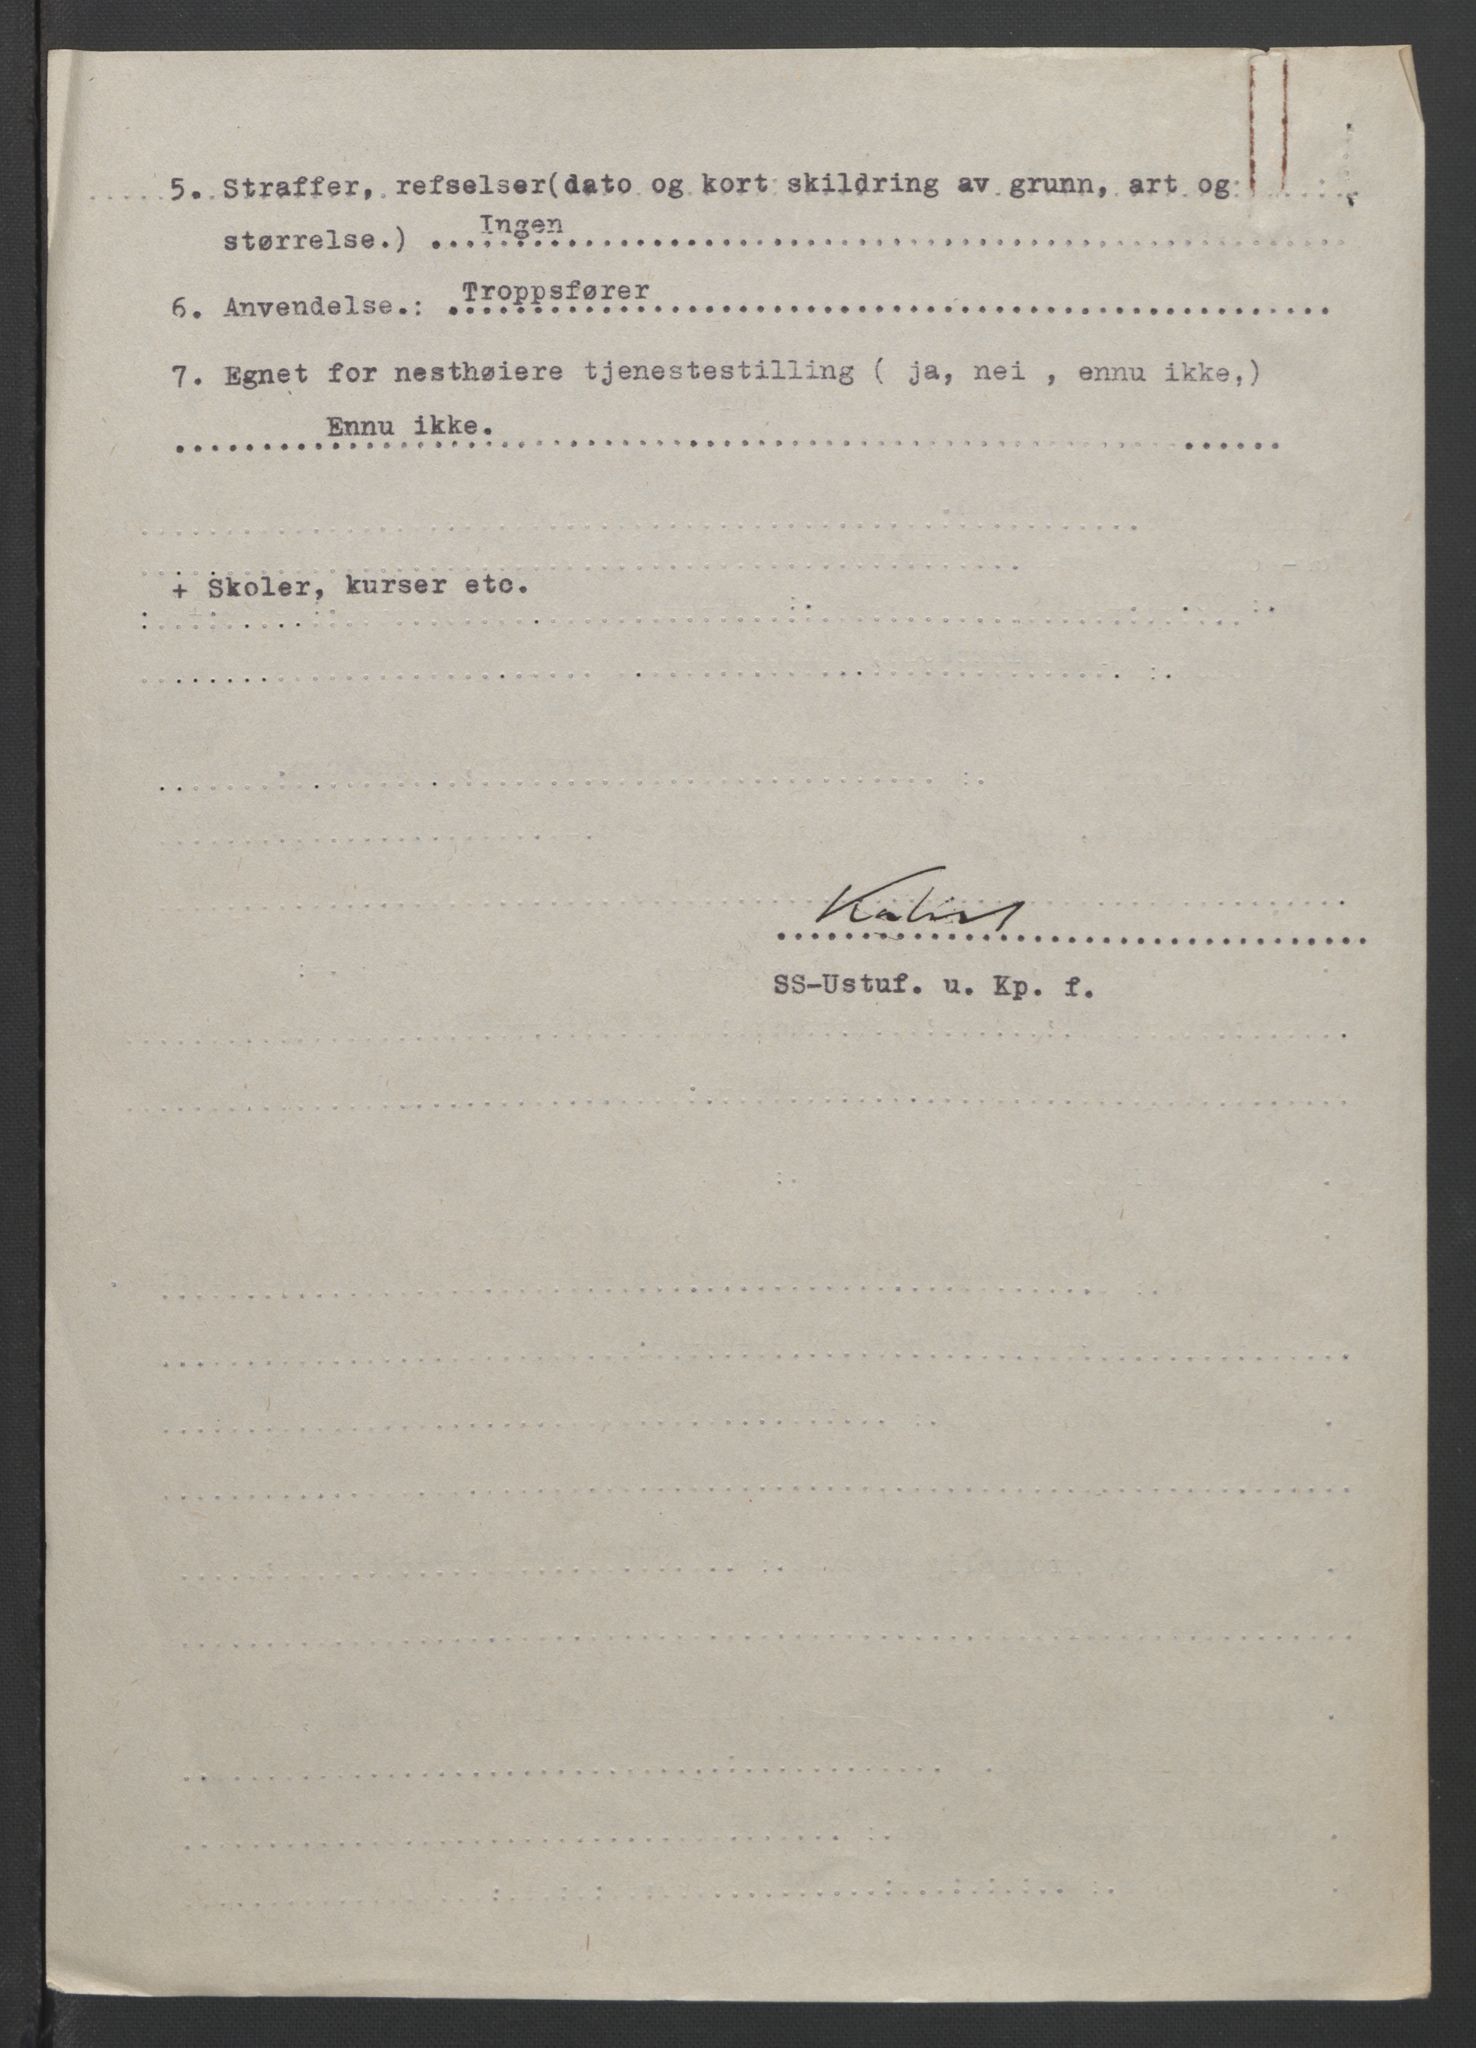 5. Straffer, refselser(dato og kort skildring av grunn, art og
størrelse.) Ingen
6. Anvendelse.: Troppsfører
7. Egnet for nesthøiere tjenestestilling ( ja, nei , ennu ikke,)
Ennu ikke.
+ Skoler, kurser etc.
SS-Ustuf. u. Kp. f.